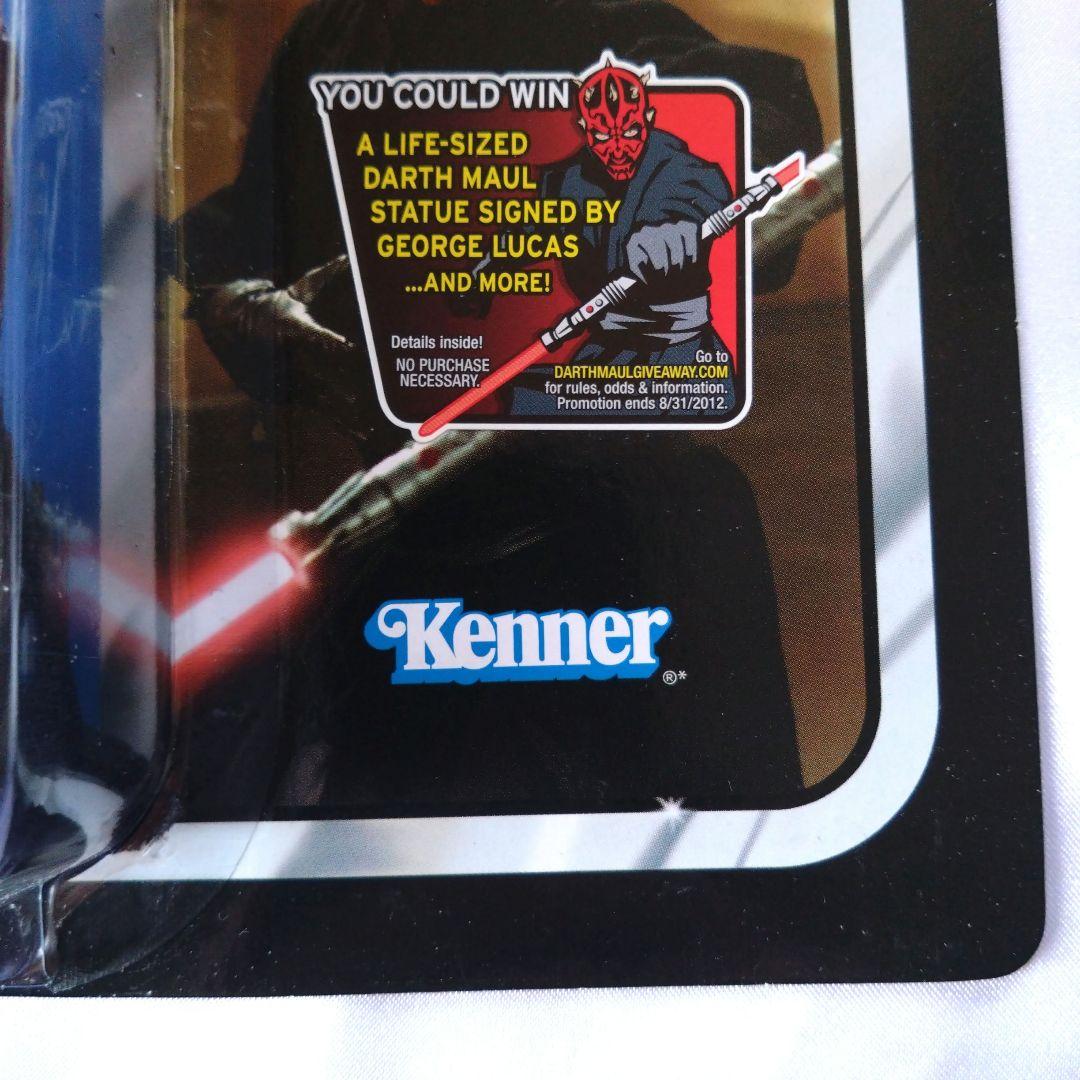 YOU COULD WIN
A LIFE-SIZED
DARTH MAUL
STATUE SIGNED BY
GEORGE LUCAS
...AND MORE!
Details inside!
NO PURCHASE
NECESSARY.
Go to
DARTHMAULGIVEAWAY.COM
for rules, odds & information.
Promotion ends 8/31/2012.
Kenner
®*